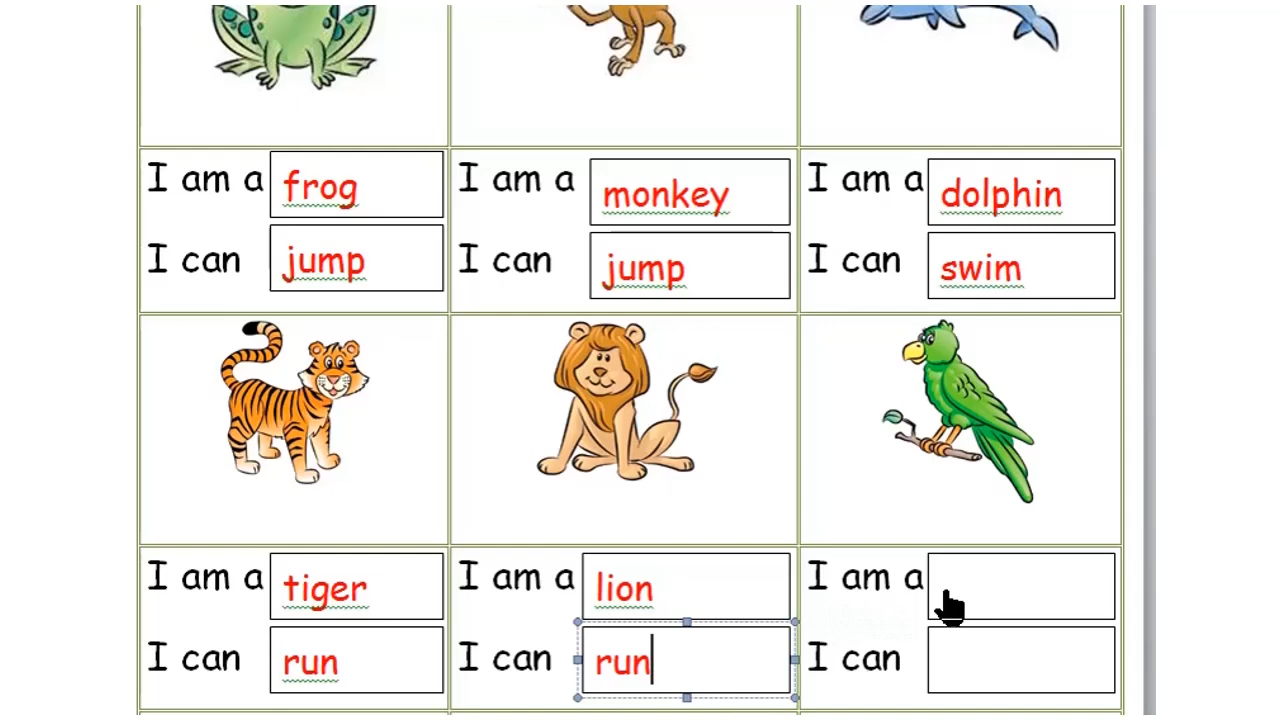 I am a frog
I can jump
I am a monkey
I can jump
I am a dolphin
I can swim
I am a tiger
I can run
I am a lion
I can run
I am a
I can